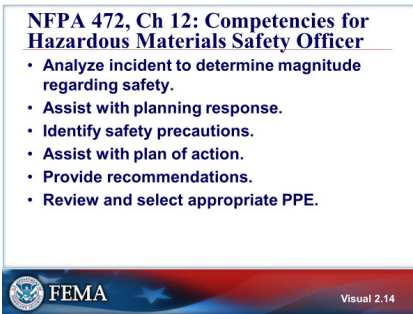 NFPA 472, Ch 12: Competencies for
Hazardous Materials Safety Officer
• Analyze incident to determine magnitude
regarding safety.
• Assist with planning response.
• Identify safety precautions.
• Assist with plan of action.
• Provide recommendations.
• Review and select appropriate PPE.
FEMA
Visual 2.14